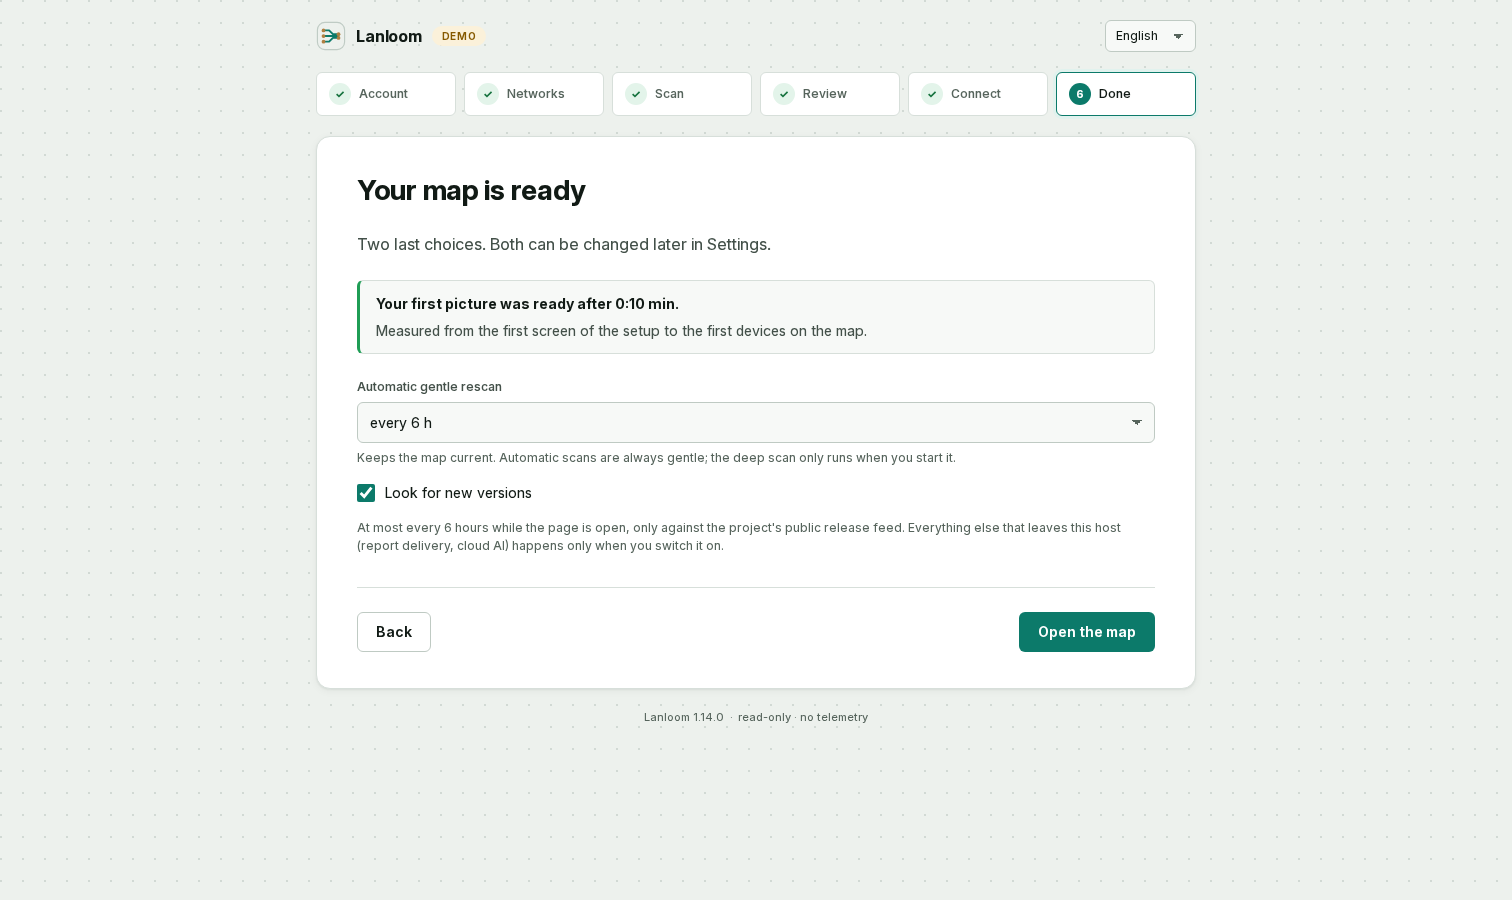 Lanloom DEMO
English
Account
Networks
Scan
Review
Connect
6 Done
Your map is ready
Two last choices. Both can be changed later in Settings.
Your first picture was ready after 0:10 min.
Measured from the first screen of the setup to the first devices on the map.
Automatic gentle rescan
every 6 h
Keeps the map current. Automatic scans are always gentle; the deep scan only runs when you start it.
Look for new versions
At most every 6 hours while the page is open, only against the project's public release feed. Everything else that leaves this host
(report delivery, cloud AI) happens only when you switch it on.
Back
Open the map
Lanloom 1.14.0 · read-only · no telemetry